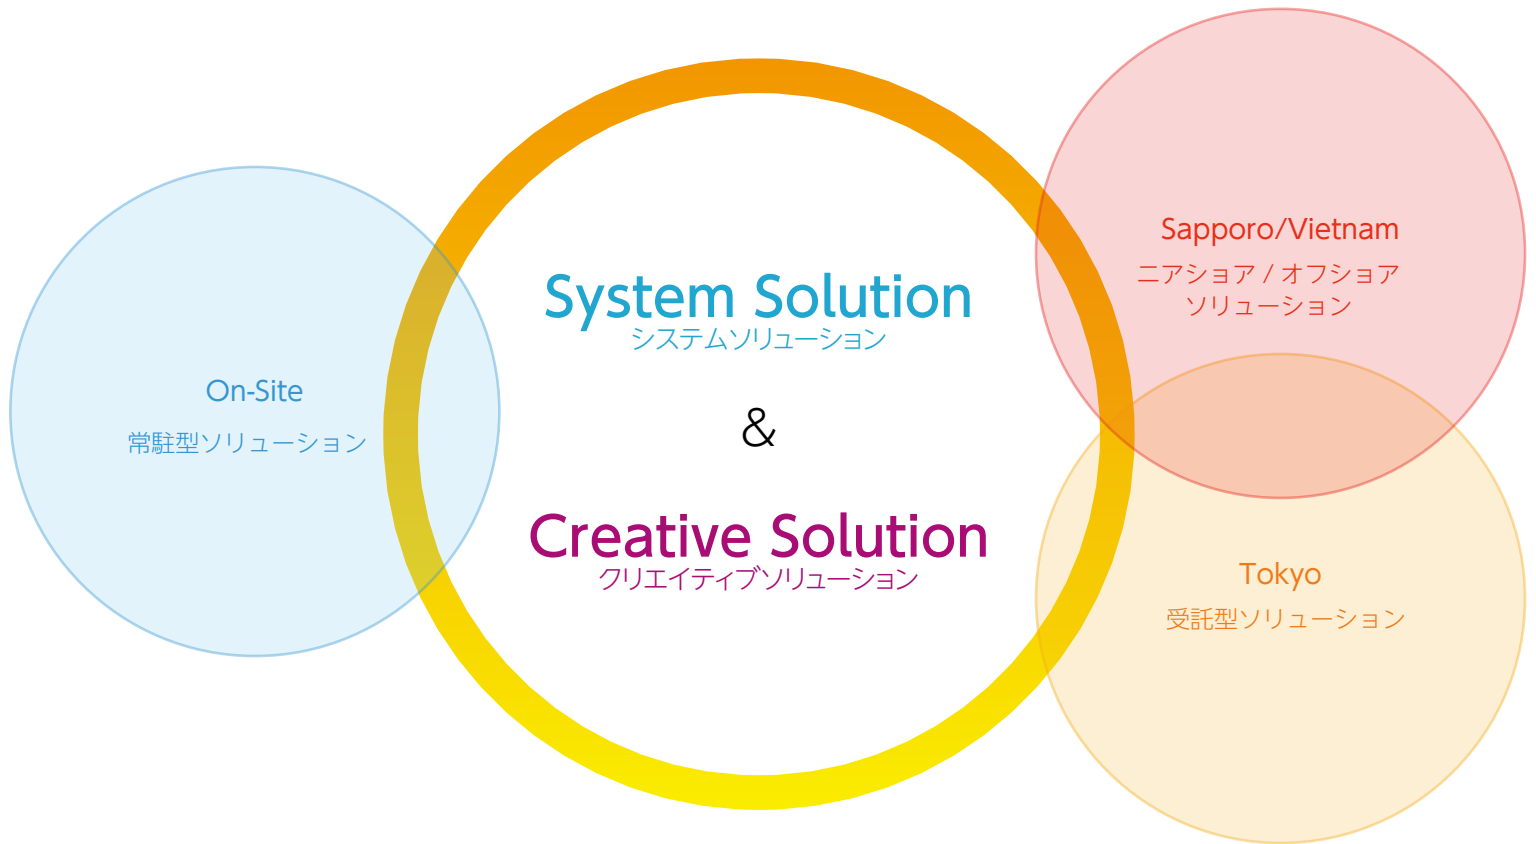 On-Site
常駐型ソリューション
System Solution
システムソリューション
&
Creative Solution
クリエイティブソリューション
Sapporo/Vietnam
ニアショア / オフショア
ソリューション
Tokyo
受託型ソリューション